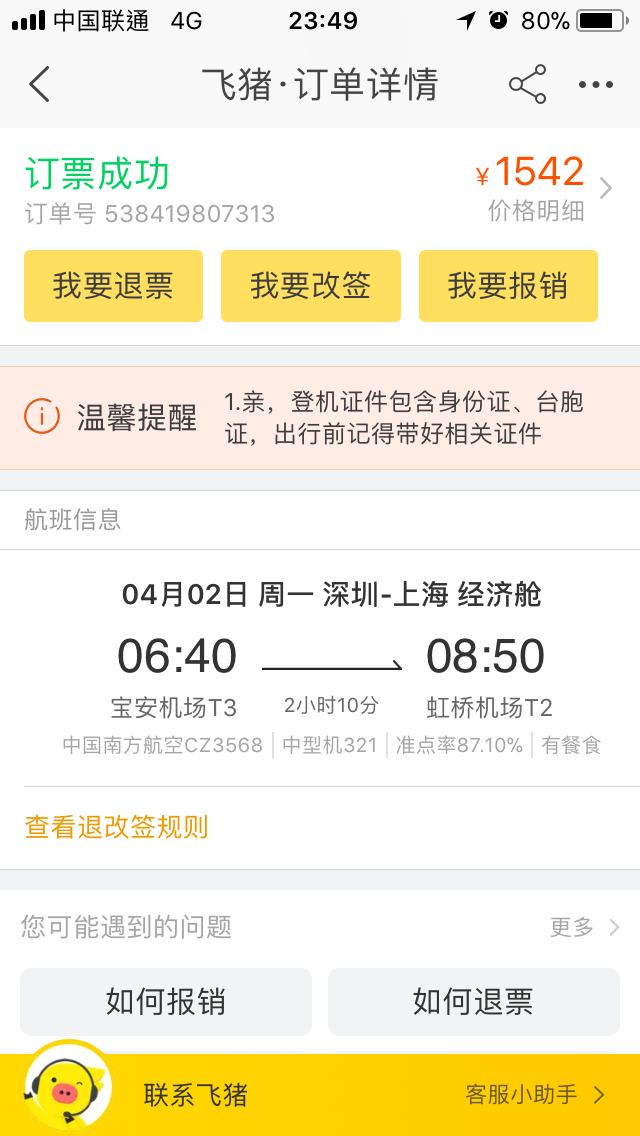 中国联通 4G 23:49 80%
飞猪·订单详情
订票成功 ¥1542
订单号 538419807313 价格明细
我要退票 我要改签 我要报销
温馨提醒
1.亲，登机证件包含身份证、台胞
证，出行前记得带好相关证件
航班信息
04月02日 周一 深圳-上海 经济舱
06:40 08:50
宝安机场T3 2小时10分 虹桥机场T2
中国南方航空CZ3568 中型机321 准点率87.10% 有餐食
查看退改签规则
您可能遇到的问题 更多
如何报销 如何退票
联系飞猪 客服小助手